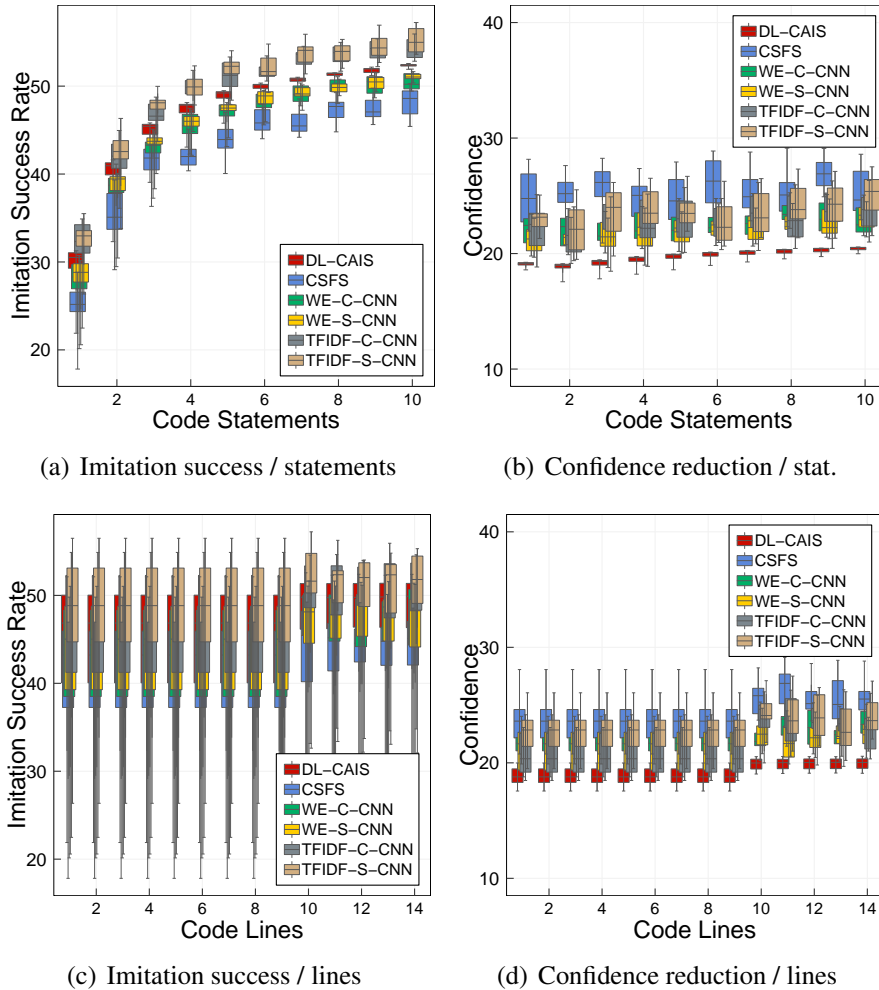 Imitation Success Rate
50
40
30
20
2 4 6 8 10
Code Statements
DL−CAIS
CSFS
WE−C−CNN
WE−S−CNN
TFIDF−C−CNN
TFIDF−S−CNN
(a) Imitation success / statements
Confidence
40
30
20
10
2 4 6 8 10
Code Statements
DL−CAIS
CSFS
WE−C−CNN
WE−S−CNN
TFIDF−C−CNN
TFIDF−S−CNN
(b) Confidence reduction / stat.
Imitation Success Rate
50
40
30
20
2 4 6 8 10 12 14
Code Lines
DL−CAIS
CSFS
WE−C−CNN
WE−S−CNN
TFIDF−C−CNN
TFIDF−S−CNN
(c) Imitation success / lines
Confidence
40
30
20
10
2 4 6 8 10 12 14
Code Lines
DL−CAIS
CSFS
WE−C−CNN
WE−S−CNN
TFIDF−C−CNN
TFIDF−S−CNN
(d) Confidence reduction / lines